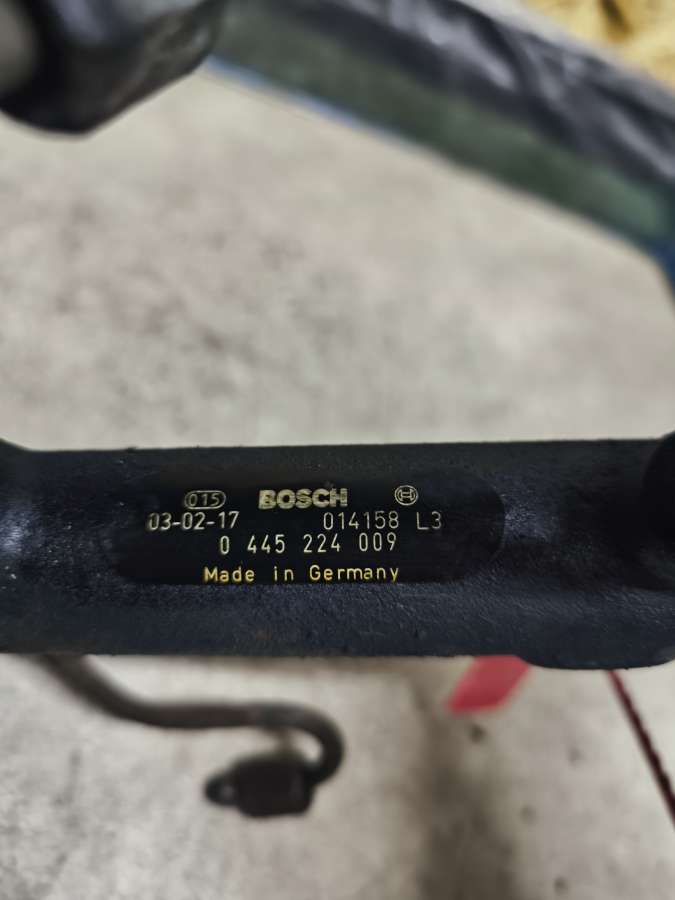 015 BOSCH
03-02-17 014158 L3
0 445 224 009
Made in Germany